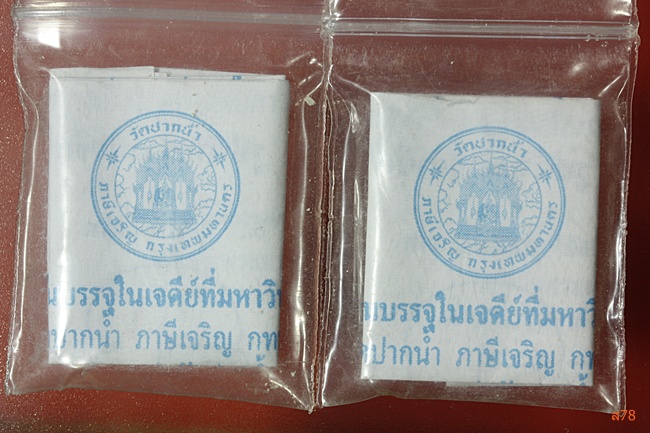 วัดปากน้ำ
ภาษีเจริญ กรุงเทพมหานคร
นบรรจุในเจดีย์ที่มหาวิ
ปากน้ำ ภาษีเจริญ กู
วัดปากน้ำ
ภาษีเจริญ กรุงเทพมหานคร
นบรรจุในเจดีย์ที่มหาวิ
ปากน้ำ ภาษีเจริญ กุ
ส78